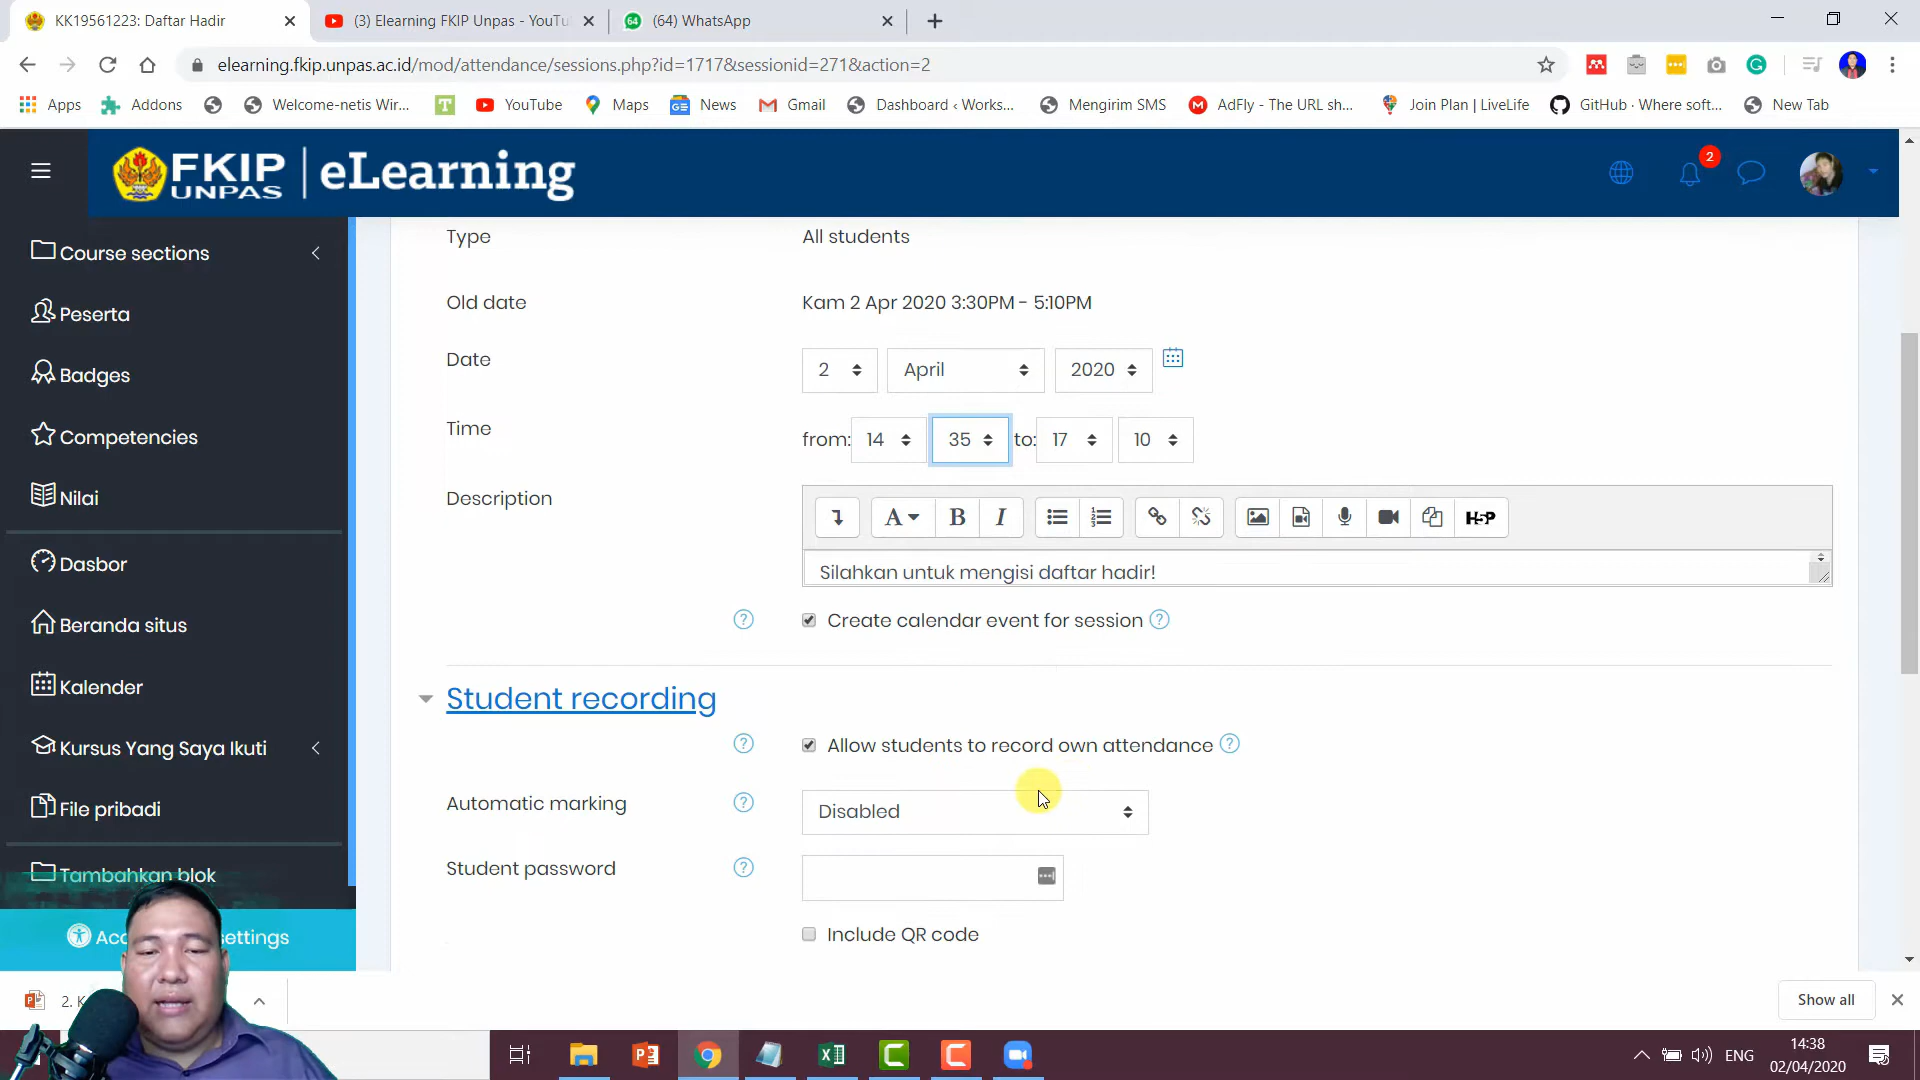 KK19561223: Daftar Hadir
(3) Elearning FKIP Unpas - YouTu
64
(64) WhatsApp
elearning.fkip.unpas.ac.id/mod/attendance/sessions.php?id=1717&sessionid=271&action=2
Apps
Addons
Welcome-netis Wir...
YouTube
Maps
News
Gmail
Dashboard ‹ Works...
Mengirim SMS
AdFly - The URL sh...
Join Plan | LiveLife
GitHub · Where soft...
New Tab
FKIP
UNPAS
eLearning
2
Course sections
Peserta
Badges
Competencies
Nilai
Dasbor
Beranda situs
Kalender
Kursus Yang Saya Ikuti
File pribadi
Tambahkan blok
settings
Type
All students
Old date
Kam 2 Apr 2020 3:30PM - 5:10PM
Date
2 April 2020
Time
from: 14 35 to: 17 10
Description
A B I
H5P
Silahkan untuk mengisi daftar hadir!
Create calendar event for session
Student recording
Allow students to record own attendance
Automatic marking
Disabled
Student password
Include QR code
2.
Show all
ENG
14:38
02/04/2020